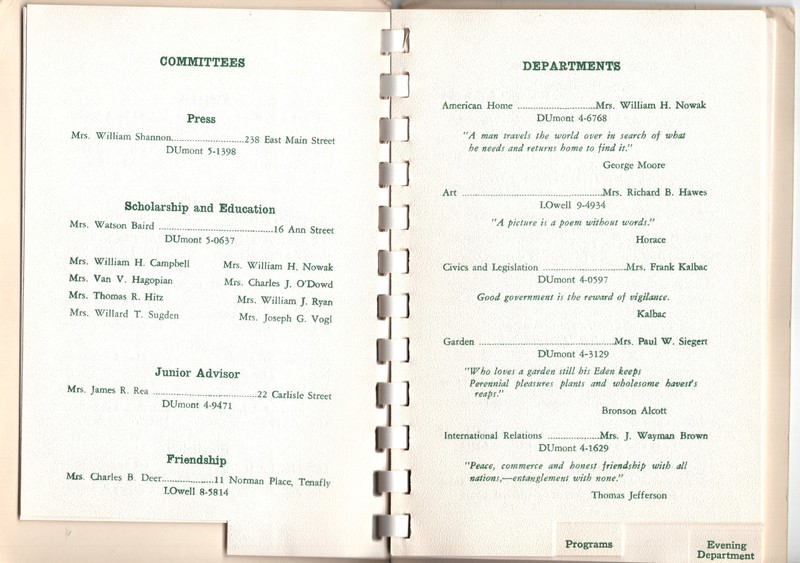 COMMITTEES
Press
Mrs. William Shannon..........................238 East Main Street
DUmont 5-1398
Scholarship and Education
Mrs. Watson Baird ........................................16 Ann Street
DUmont 5-0637
Mrs. William H. Campbell Mrs. William H. Nowak
Mrs. Van V. Hagopian Mrs. Charles J. O'Dowd
Mrs. Thomas R. Hitz Mrs. William J. Ryan
Mrs. Willard T. Sugden Mrs. Joseph G. Vogl
Junior Advisor
Mrs. James R. Rea .....................................22 Carlisle Street
DUmont 4-9471
Friendship
Mrs. Charles B. Deer..................11 Norman Place, Tenafly
LOwell 8-5814
DEPARTMENTS
American Home ............................Mrs. William H. Nowak
DUmont 4-6768
"A man travels the world over in search of what
he needs and returns home to find it."
George Moore
Art ..................................................Mrs. Richard B. Hawes
LOwell 9-4934
"A picture is a poem without words."
Horace
Civics and Legislation .............................Mrs. Frank Kalbac
DUmont 4-0597
Good government is the reward of vigilance.
Kalbac
Garden ................................................Mrs. Paul W. Siegert
DUmont 4-3129
"Who loves a garden still his Eden keeps
Perennial pleasures plants and wholesome havest's
reaps."
Bronson Alcott
International Relations ..................Mrs. J. Wayman Brown
DUmont 4-1629
"Peace, commerce and honest friendship with all
nations,—entanglement with none."
Thomas Jefferson
Programs
Evening
Department